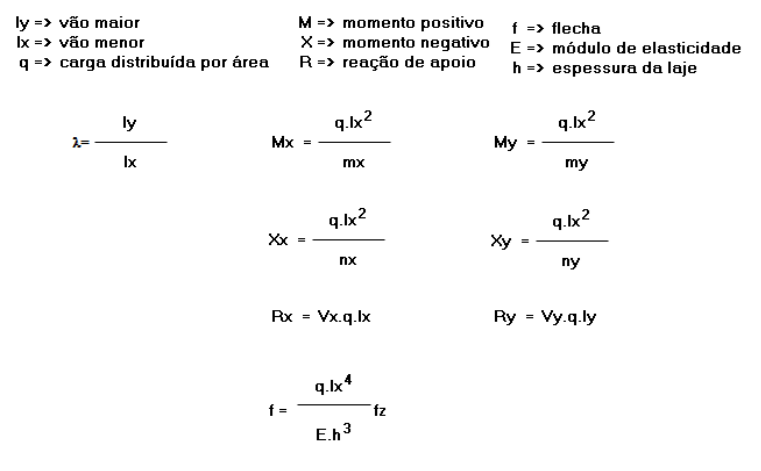 ly => vão maior
lx => vão menor
q => carga distribuída por área
M => momento positivo
X => momento negativo
R => reação de apoio
f => flecha
E => módulo de elasticidade
h => espessura da laje
λ= ly
lx
Mx = q.lx²
mx
My = q.lx²
my
Xx = q.lx²
nx
Xy = q.lx²
ny
Rx = Vx.q.lx
Ry = Vy.q.ly
f = q.lx⁴ fz
E.h³